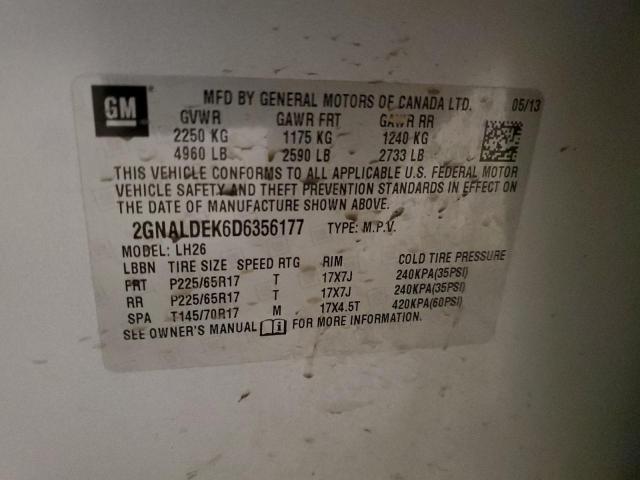 GM
MFD BY GENERAL MOTORS OF CANADA LTD. 05/13
GVWR GAWR FRT GAWR RR
2250 KG 1175 KG 1240 KG
4960 LB 2590 LB 2733 LB
THIS VEHICLE CONFORMS TO ALL APPLICABLE U.S. FEDERAL MOTOR
VEHICLE SAFETY AND THEFT PREVENTION STANDARDS IN EFFECT ON
THE DATE OF MANUFACTURE SHOWN ABOVE.
2GNALDEK6D6356177 TYPE: M.P.V.
MODEL: LH26
LBBN TIRE SIZE SPEED RTG RIM COLD TIRE PRESSURE
FRT P225/65R17 T 17X7J 240KPA(35PSI)
RR P225/65R17 T 17X7J 240KPA(35PSI)
SPA T145/70R17 M 17X4.5T 420KPA(60PSI)
SEE OWNER'S MANUAL FOR MORE INFORMATION.